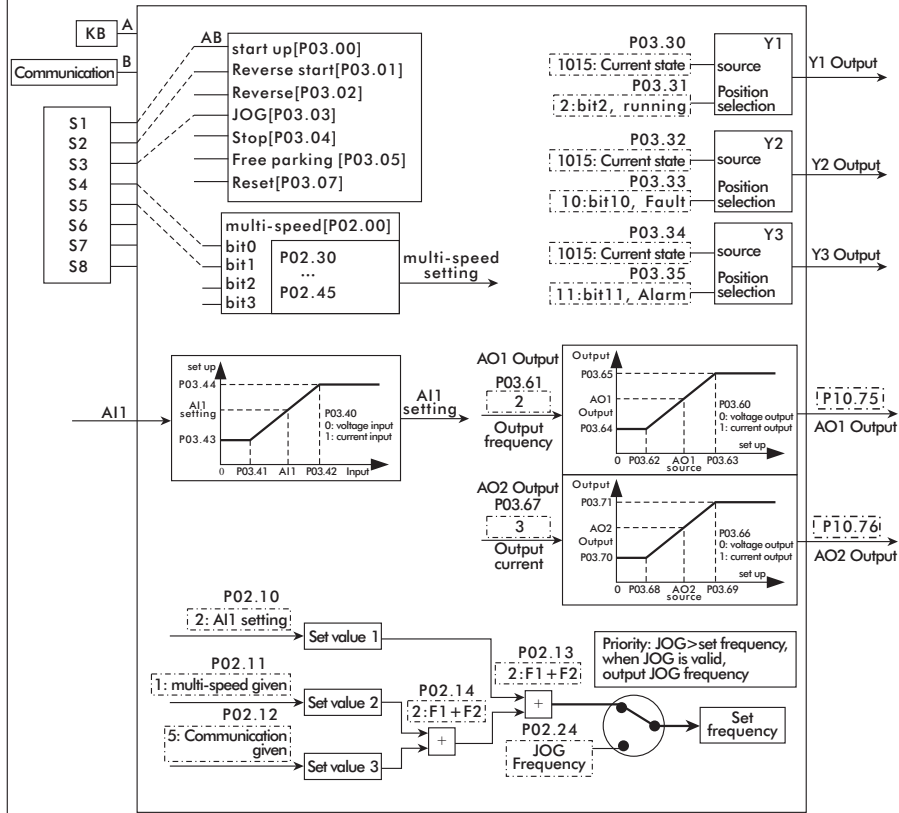 KB
A
Communication
B
S1
S2
S3
S4
S5
S6
S7
S8
AB
start up[P03.00]
Reverse start[P03.01]
Reverse[P03.02]
JOG[P03.03]
Stop[P03.04]
Free parking [P03.05]
Reset[P03.07]
multi-speed[P02.00]
bit0
bit1
bit2
bit3
P02.30
...
P02.45
multi-speed
setting
P03.30
1015: Current state
P03.31
2:bit2, running
Y1
source
Position
selection
Y1 Output
P03.32
1015: Current state
P03.33
10:bit10, Fault
Y2
source
Position
selection
Y2 Output
P03.34
1015: Current state
P03.35
11:bit11, Alarm
Y3
source
Position
selection
Y3 Output
AI1
set up
P03.44
AI1
setting
P03.43
P03.40
0: voltage input
1: current input
0
P03.41
AI1
P03.42
Input
AI1
setting
AO1 Output
P03.61
2
Output
frequency
Output
P03.65
AO1
Output
P03.64
P03.60
0: voltage output
1: current output
set up
0
P03.62
AO1
source
P03.63
P10.75
AO1 Output
AO2 Output
P03.67
3
Output
current
Output
P03.71
AO2
Output
P03.70
P03.66
0: voltage output
1: current output
set up
0
P03.68
AO2
source
P03.69
P10.76
AO2 Output
P02.10
2: AI1 setting
Set value 1
P02.11
1: multi-speed given
Set value 2
P02.12
5: Communication
given
Set value 3
P02.14
2:F1+F2
+
P02.13
2:F1+F2
+
P02.24
JOG
Frequency
Priority: JOG>set frequency,
when JOG is valid,
output JOG frequency
Set
frequency